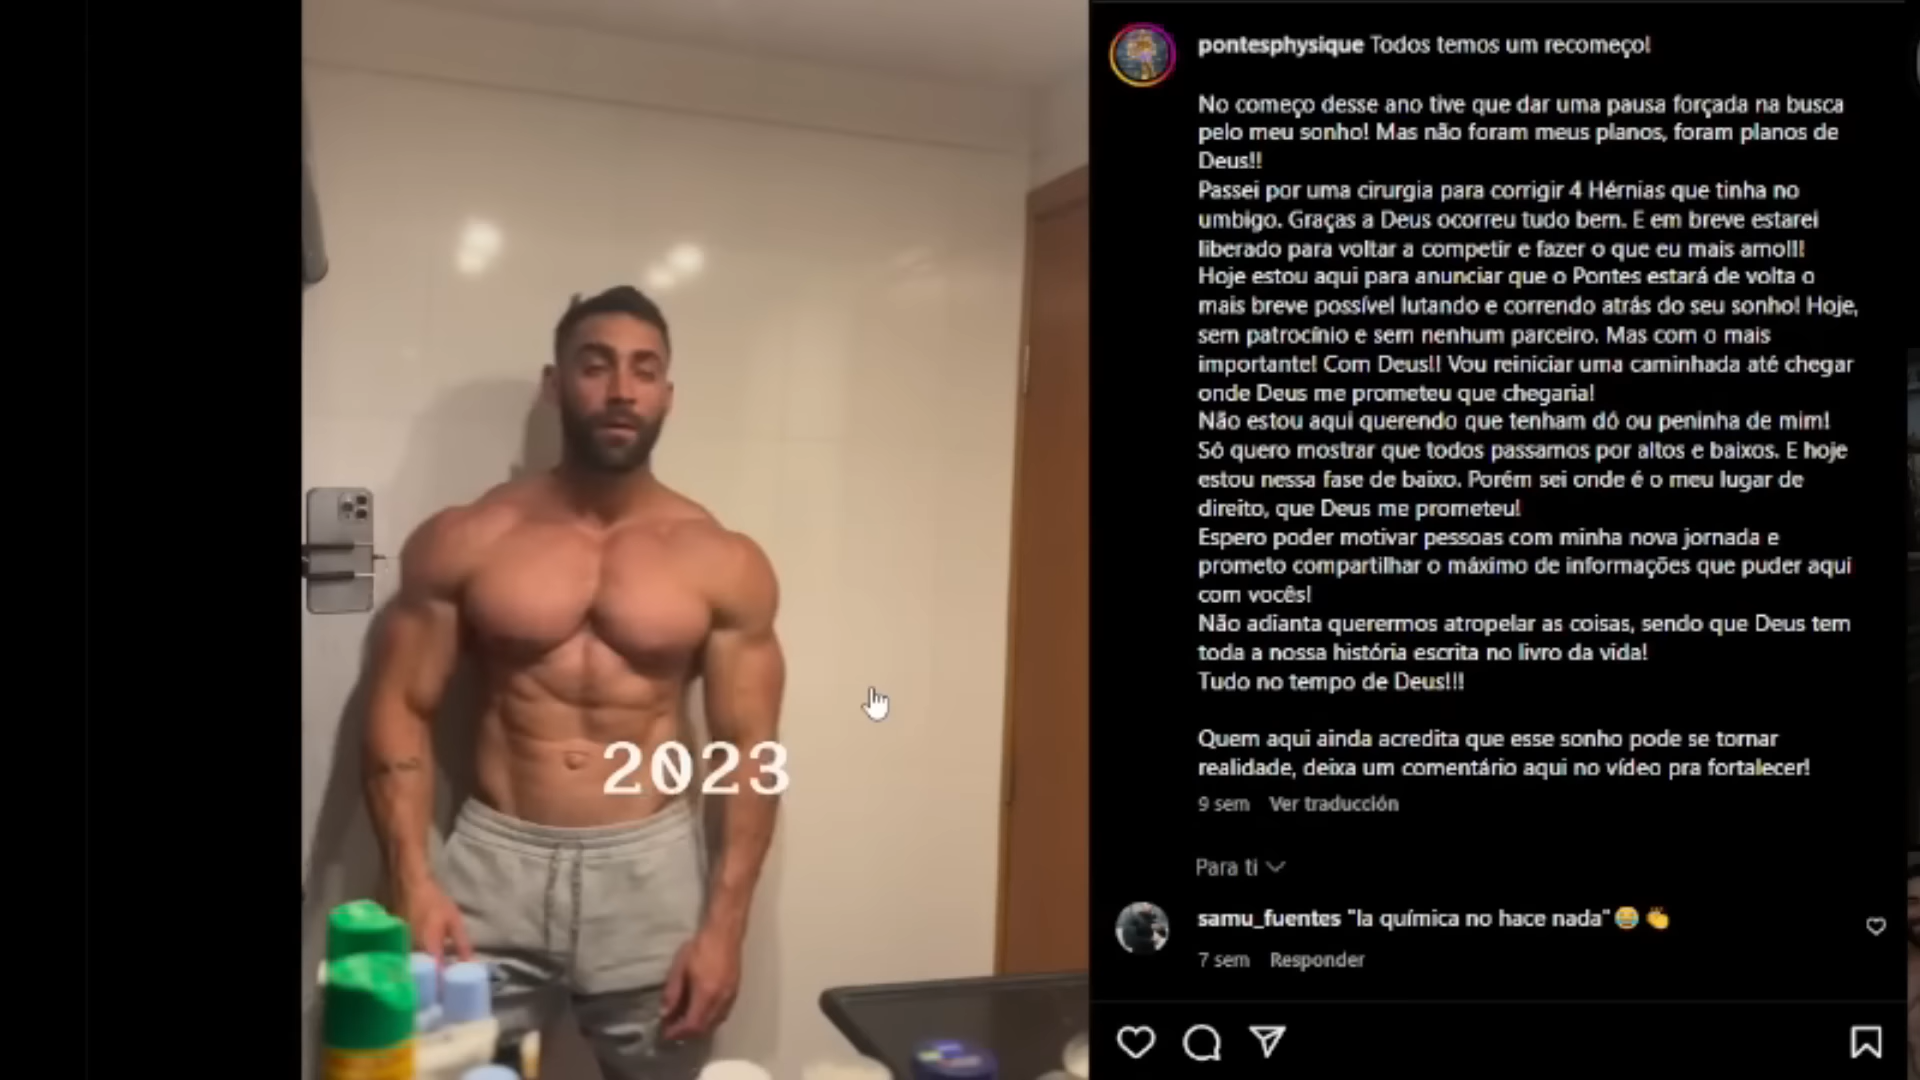 pontesphysique Todos temos um recomeço!
No começo desse ano tive que dar uma pausa forçada na busca
pelo meu sonho! Mas não foram meus planos, foram planos de
Deus!!
Passei por uma cirurgia para corrigir 4 Hérnias que tinha no
umbigo. Graças a Deus ocorreu tudo bem. E em breve estarei
liberado para voltar a competir e fazer o que eu mais amo!!!
Hoje estou aqui para anunciar que o Pontes estará de volta o
mais breve possível lutando e correndo atrás do seu sonho! Hoje,
sem patrocínio e sem nenhum parceiro. Mas com o mais
importante! Com Deus!! Vou reiniciar uma caminhada até chegar
onde Deus me prometeu que chegaria!
Não estou aqui querendo que tenham dó ou peninha de mim!
Só quero mostrar que todos passamos por altos e baixos. E hoje
estou nessa fase de baixo. Porém sei onde é o meu lugar de
direito, que Deus me prometeu!
Espero poder motivar pessoas com minha nova jornada e
prometo compartilhar o máximo de informações que puder aqui
com vocês!
Não adianta querermos atropelar as coisas, sendo que Deus tem
toda a nossa história escrita no livro da vida!
Tudo no tempo de Deus!!!
Quem aqui ainda acredita que esse sonho pode se tornar
realidade, deixa um comentário aqui no vídeo pra fortalecer!
9 sem Ver traducción
Para ti
samu_fuentes "la química no hace nada"😂👏
7 sem Responder
2023